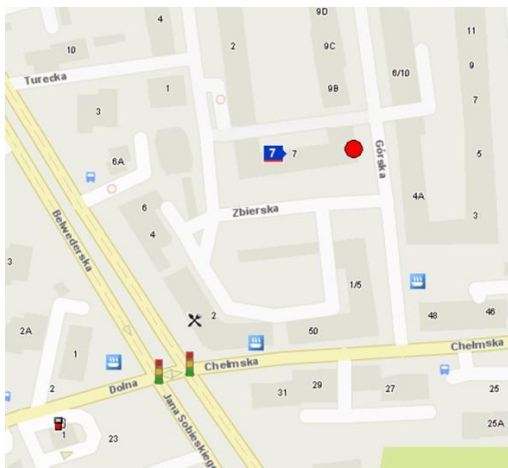 4
9D
10
2
9C
11
Turecka
6/10
9
1
9B
7
3
7
7
Górska
5
6A
4A
6
Zbierska
3
4
Belwederska
3
1/5
2
48
46
2A
50
1
Chełmska
Chełmska
2
Dolna
31
29
27
25
Jana Sobieskiego
1
23
25A